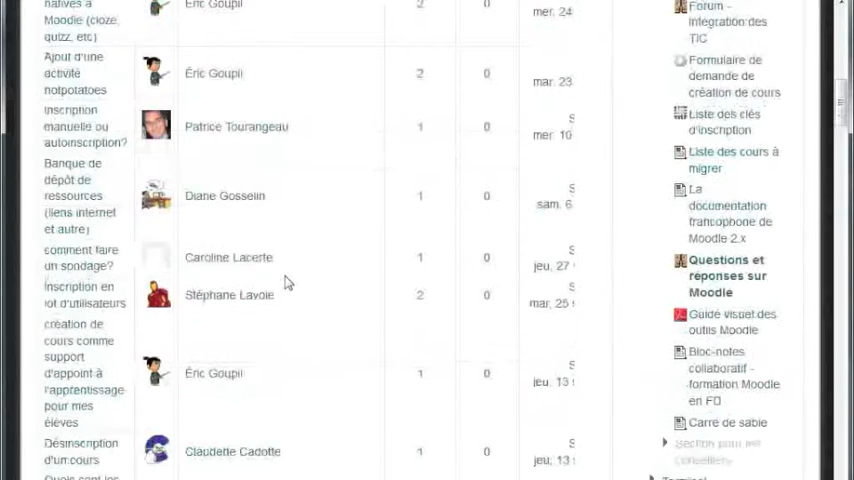 natives à
Moodle (cloze,
quizz, etc)
Éric Goupil
2
0
mer. 24
Ajout d'une
activité
hotpotatoes
Éric Goupil
2
0
mar. 23
Inscription
manuelle ou
autoinscription?
Patrice Tourangeau
1
0
S
mer. 10
Banque de
dépôt de
ressources
(liens internet
et autre)
Diane Gosselin
1
0
S
sam. 6
comment faire
un sondage?
Caroline Lacerte
1
0
S
jeu. 27
Inscription en
lot d'utilisateurs
Stéphane Lavoie
2
0
S
mar. 25 s
création de
cours comme
support
d'appoint à
l'apprentissage
pour mes
élèves
Éric Goupil
1
0
S
jeu. 13 s
Désinscription
d'un cours
Claudette Cadotte
1
0
S
jeu. 13 s
Quels sont les
Forum -
Intégration des
TIC
Formulaire de
demande de
création de cours
Liste des clés
d'inscription
Liste des cours à
migrer
La
documentation
francophone de
Moodle 2.x
Questions et
réponses sur
Moodle
Guide visuel des
outils Moodle
Bloc-notes
collaboratif -
formation Moodle
en FD
Carré de sable
Section pour les
conseillers